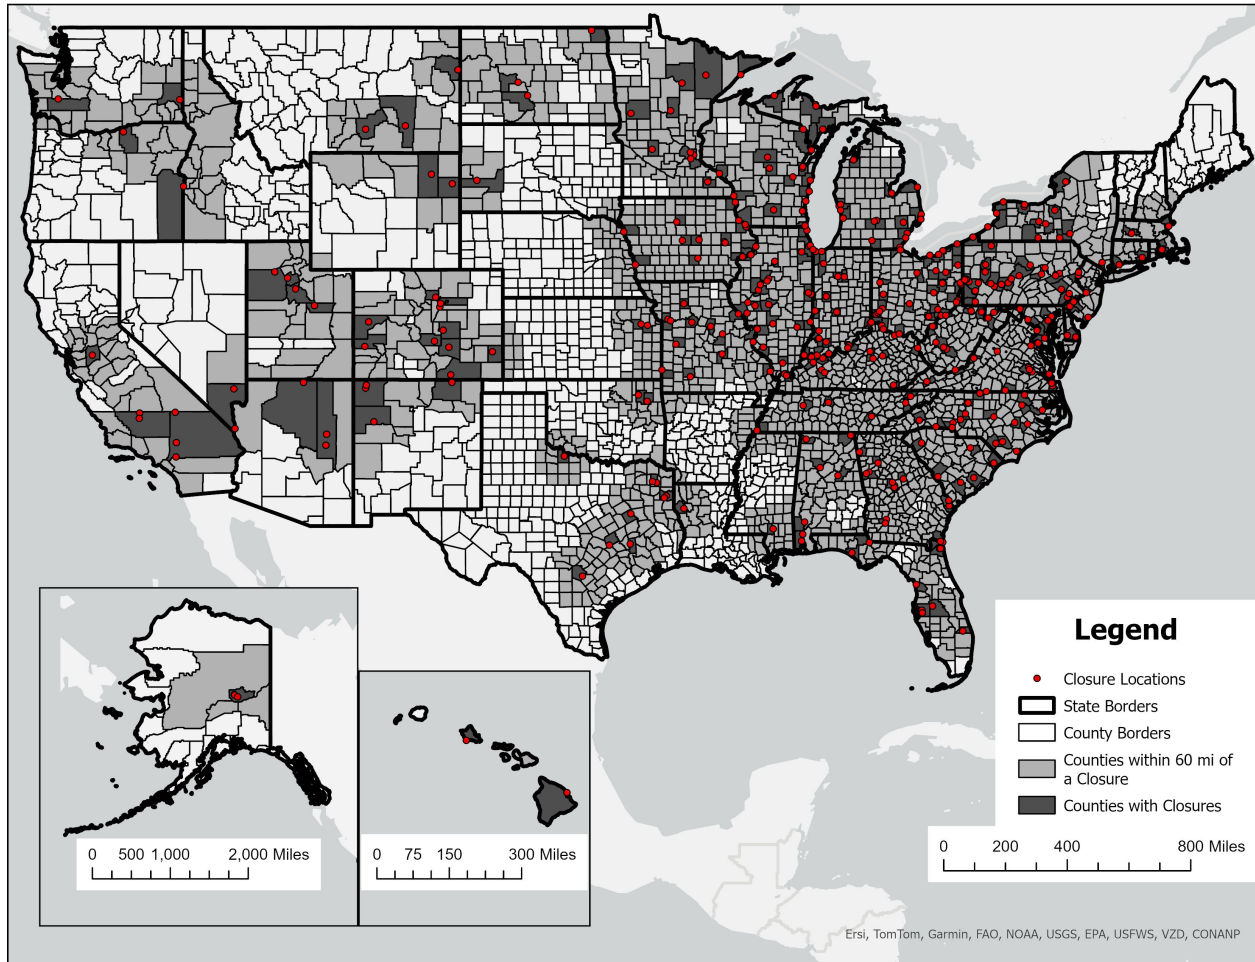 Legend
Closure Locations
State Borders
County Borders
Counties within 60 mi of
a Closure
Counties with Closures
0 200 400 800 Miles
0 500 1,000 2,000 Miles
0 75 150 300 Miles
Ersi, TomTom, Garmin, FAO, NOAA, USGS, EPA, USFWS, VZD, CONANP